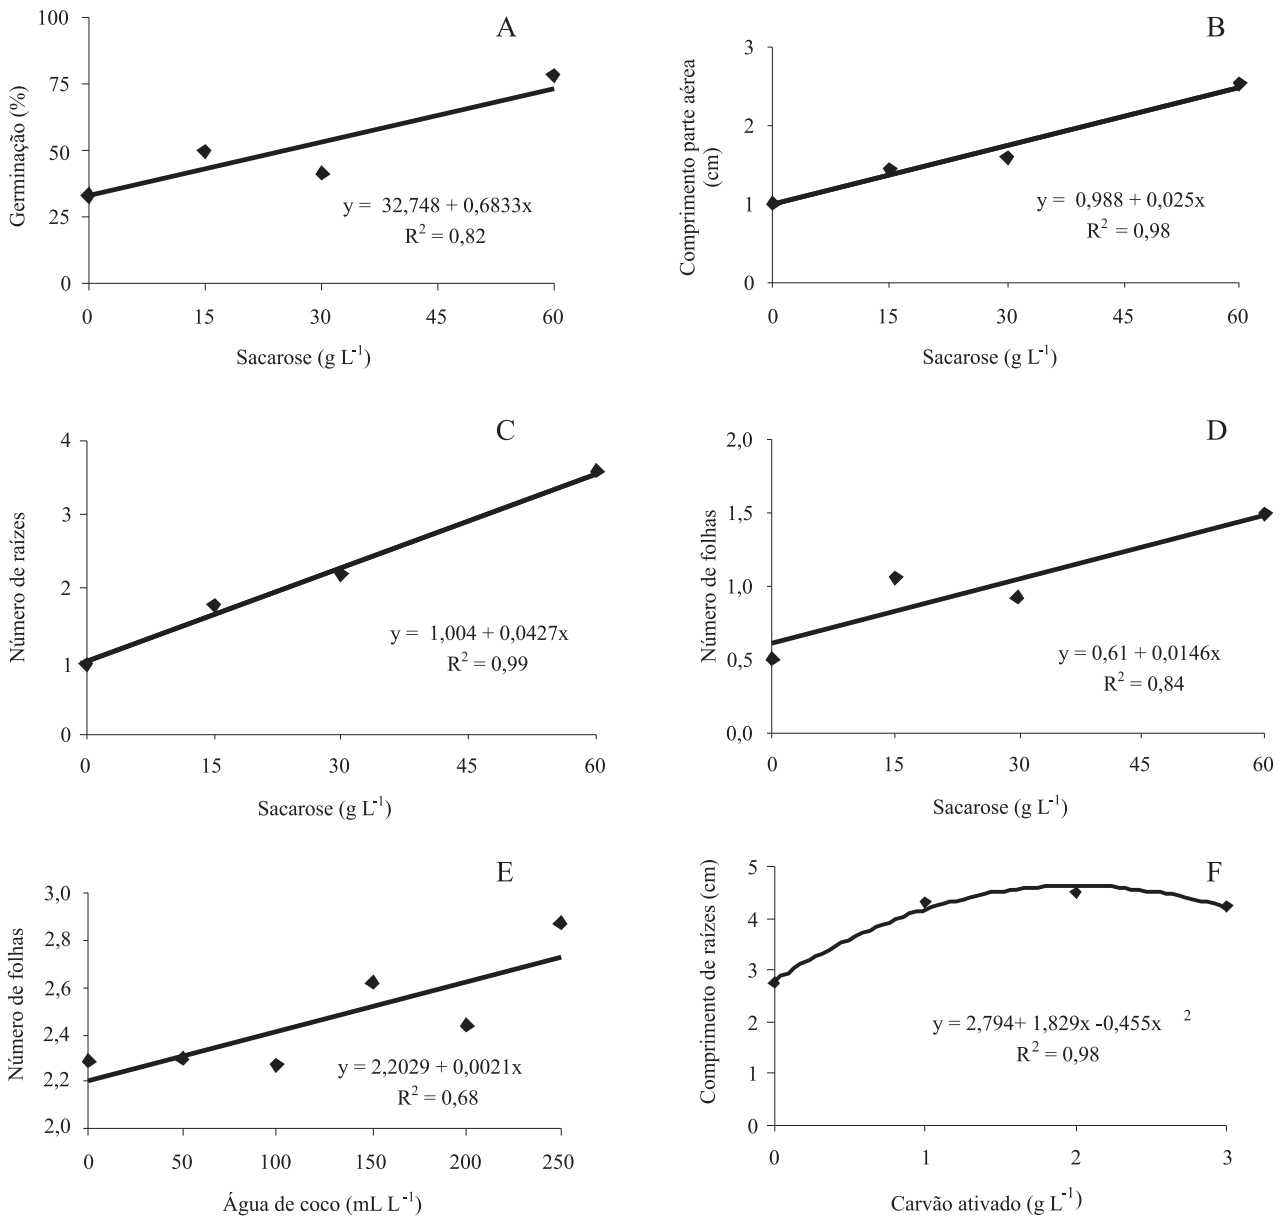 A
Germinação (%)
100
75
50
25
0
y = 32,748 + 0,6833x
R² = 0,82
0 15 30 45 60
Sacarose (g L⁻¹)
B
Comprimento parte aérea
(cm)
3
2
1
0
y = 0,988 + 0,025x
R² = 0,98
0 15 30 45 60
Sacarose (g L⁻¹)
C
Número de raízes
4
3
2
1
0
y = 1,004 + 0,0427x
R² = 0,99
0 15 30 45 60
Sacarose (g L⁻¹)
D
Número de folhas
2,0
1,5
1,0
0,5
0,0
y = 0,61 + 0,0146x
R² = 0,84
0 15 30 45 60
Sacarose (g L⁻¹)
E
Número de folhas
3,0
2,8
2,6
2,4
2,2
2,0
y = 2,2029 + 0,0021x
R² = 0,68
0 50 100 150 200 250
Água de coco (mL L⁻¹)
F
Comprimento de raízes (cm)
5
4
3
2
1
0
y = 2,794+ 1,829x -0,455x ²
R² = 0,98
0 1 2 3
Carvão ativado (g L⁻¹)